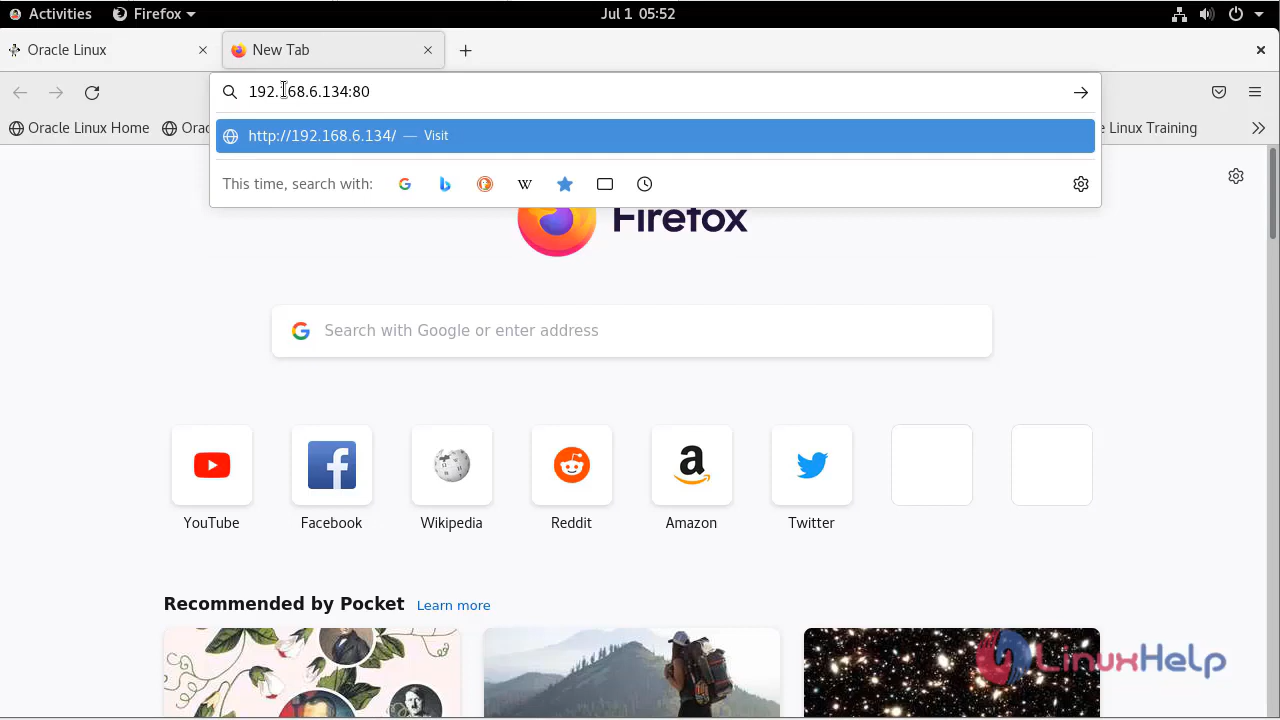 Activities Firefox Jul 1 05:52
Oracle Linux New Tab
192.168.6.134:80
Oracle Linux Home Orac e Linux Training
http://192.168.6.134/ — Visit
This time, search with:
Firefox
Search with Google or enter address
YouTube Facebook Wikipedia Reddit Amazon Twitter
Recommended by Pocket Learn more
LinuxHelp